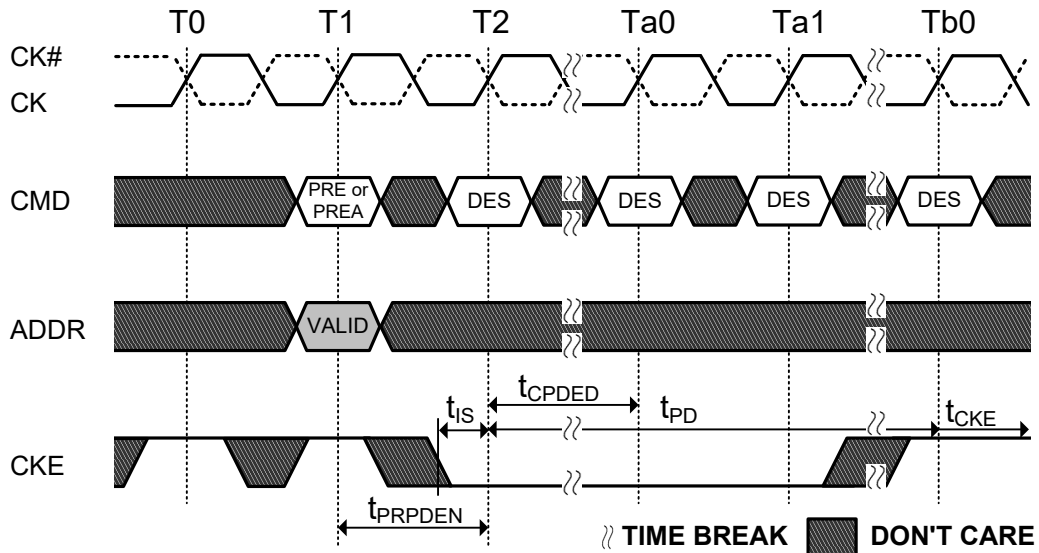 T0 T1 T2 Ta0 Ta1 Tb0
CK#
CK
CMD
PRE or
PREA
DES DES DES DES
ADDR
VALID
tIS tCPDED tPD tCKE
CKE
tPRPDEN
TIME BREAK DON'T CARE